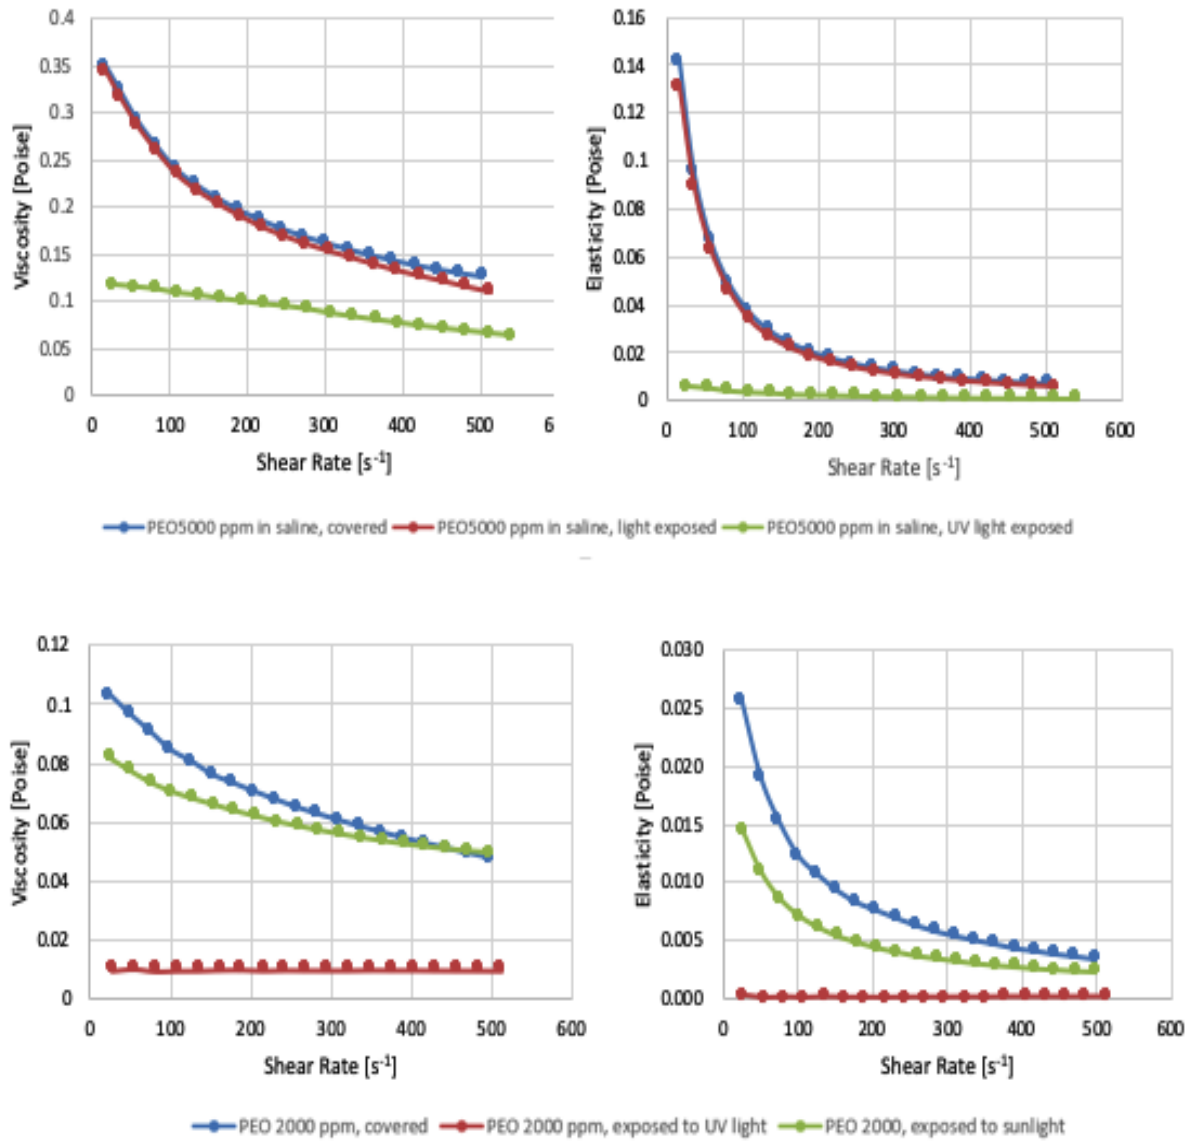 0.4
0.35
0.3
0.25
0.2
0.15
0.1
0.05
0
Viscosity [Poise]
0 100 200 300 400 500 6
Shear Rate [s-1]
0.16
0.14
0.12
0.1
0.08
0.06
0.04
0.02
0
Elasticity [Poise]
0 100 200 300 400 500 600
Shear Rate [s-1]
PEO5000 ppm in saline, covered PEO5000 ppm in saline, light exposed PEO5000 ppm in saline, UV light exposed
0.12
0.1
0.08
0.06
0.04
0.02
0
Viscosity [Poise]
0 100 200 300 400 500 600
Shear Rate [s-1]
0.030
0.025
0.020
0.015
0.010
0.005
0.000
Elasticity [Poise]
0 100 200 300 400 500 600
Shear Rate [s-1]
PEO 2000 ppm, covered PEO 2000 ppm, exposed to UV light PEO 2000, exposed to sunlight